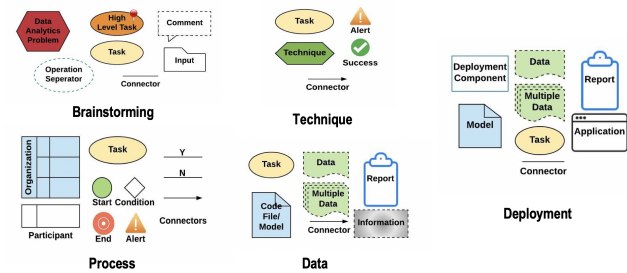 Data
Analytics
Problem
High
Level Task
Task
Comment
Input
Operation
Seperator
Connector
Brainstorming
Task
Alert
Technique
Success
Connector
Technique
Organization
Participant
Task
Start
Condition
End
Alert
Y
N
Connectors
Process
Task
Data
Report
Code
File/
Model
Multiple
Data
Connector
Information
Data
Deployment
Component
Data
Report
Multiple
Data
Model
Task
Application
Connector
Deployment